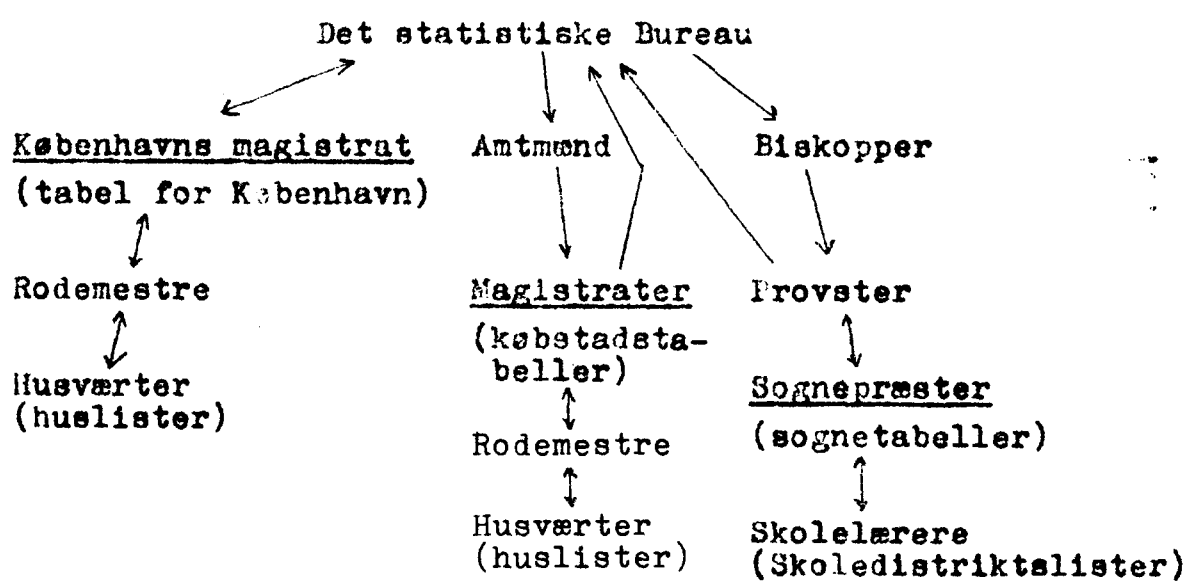 Det statistiske Bureau
Københavns magistrat
(tabel for København)
Rodemestre
Husværter
(huslister)
Amtmænd
Magistrater
(købstadsta-
beller)
Rodemestre
Husværter
(huslister)
Biskopper
Provster
Sognepræster
(sognetabeller)
Skolelærere
(Skoledistriktslister)